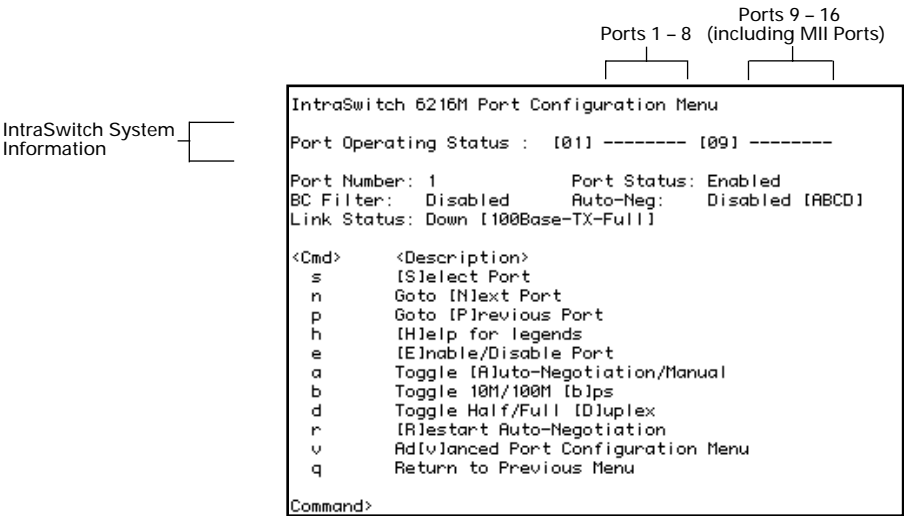 Ports 9 – 16
Ports 1 – 8 (including MII Ports)
IntraSwitch 6216M Port Configuration Menu
IntraSwitch System
Information
Port Operating Status : [01] -------- [09] --------
Port Number: 1 Port Status: Enabled
BC Filter: Disabled Auto-Neg: Disabled [ABCD]
Link Status: Down [100Base-TX-Full]
<Cmd> <Description>
s [S]elect Port
n Goto [N]ext Port
p Goto [P]revious Port
h [H]elp for legends
e [E]nable/Disable Port
a Toggle [A]uto-Negotiation/Manual
b Toggle 10M/100M [b]ps
d Toggle Half/Full [D]uplex
r [R]estart Auto-Negotiation
v Ad[v]anced Port Configuration Menu
q Return to Previous Menu
Command>